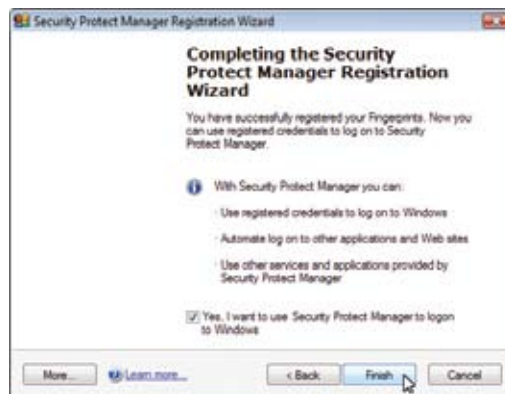 Security Protect Manager Registration Wizard
Completing the Security
Protect Manager Registration
Wizard
You have successfully registered your Fingerprints. Now you
can use registered credentials to log on to Security
Protect Manager.
With Security Protect Manager you can:
· Use registered credentials to log on to Windows
· Automate log on to other applications and Web sites
· Use other services and applications provided by
Security Protect Manager
Yes, I want to use Security Protect Manager to logon
to Windows
More... Learn more... < Back Finish Cancel